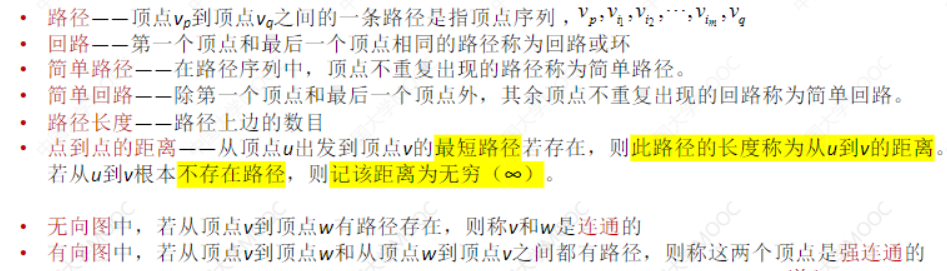 • 路径——顶点vp到顶点vq之间的一条路径是指顶点序列，vp,vi1,vi2,⋯,vim,vq
• 回路——第一个顶点和最后一个顶点相同的路径称为回路或环
• 简单路径——在路径序列中，顶点不重复出现的路径称为简单路径。
• 简单回路——除第一个顶点和最后一个顶点外，其余顶点不重复出现的回路称为简单回路。
• 路径长度——路径上边的数目
• 点到点的距离——从顶点u出发到顶点v的最短路径若存在，则此路径的长度称为从u到v的距离。
若从u到v根本不存在路径，则记该距离为无穷（∞）。
• 无向图中，若从顶点v到顶点w有路径存在，则称v和w是连通的
• 有向图中，若从顶点v到顶点w和从顶点w到顶点v之间都有路径，则称这两个顶点是强连通的